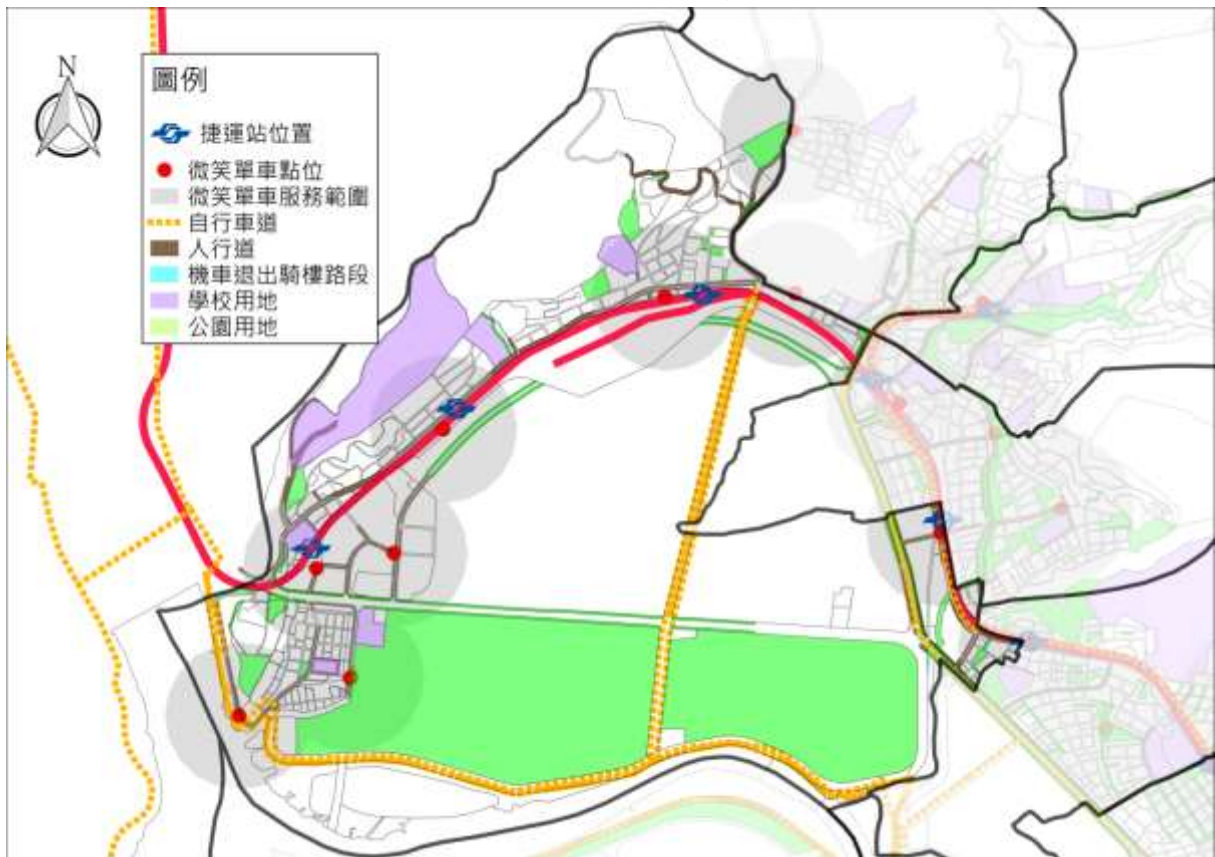 N
圖例
捷運站位置
微笑單車點位
微笑單車服務範圍
自行車道
人行道
機車退出騎樓路段
學校用地
公園用地